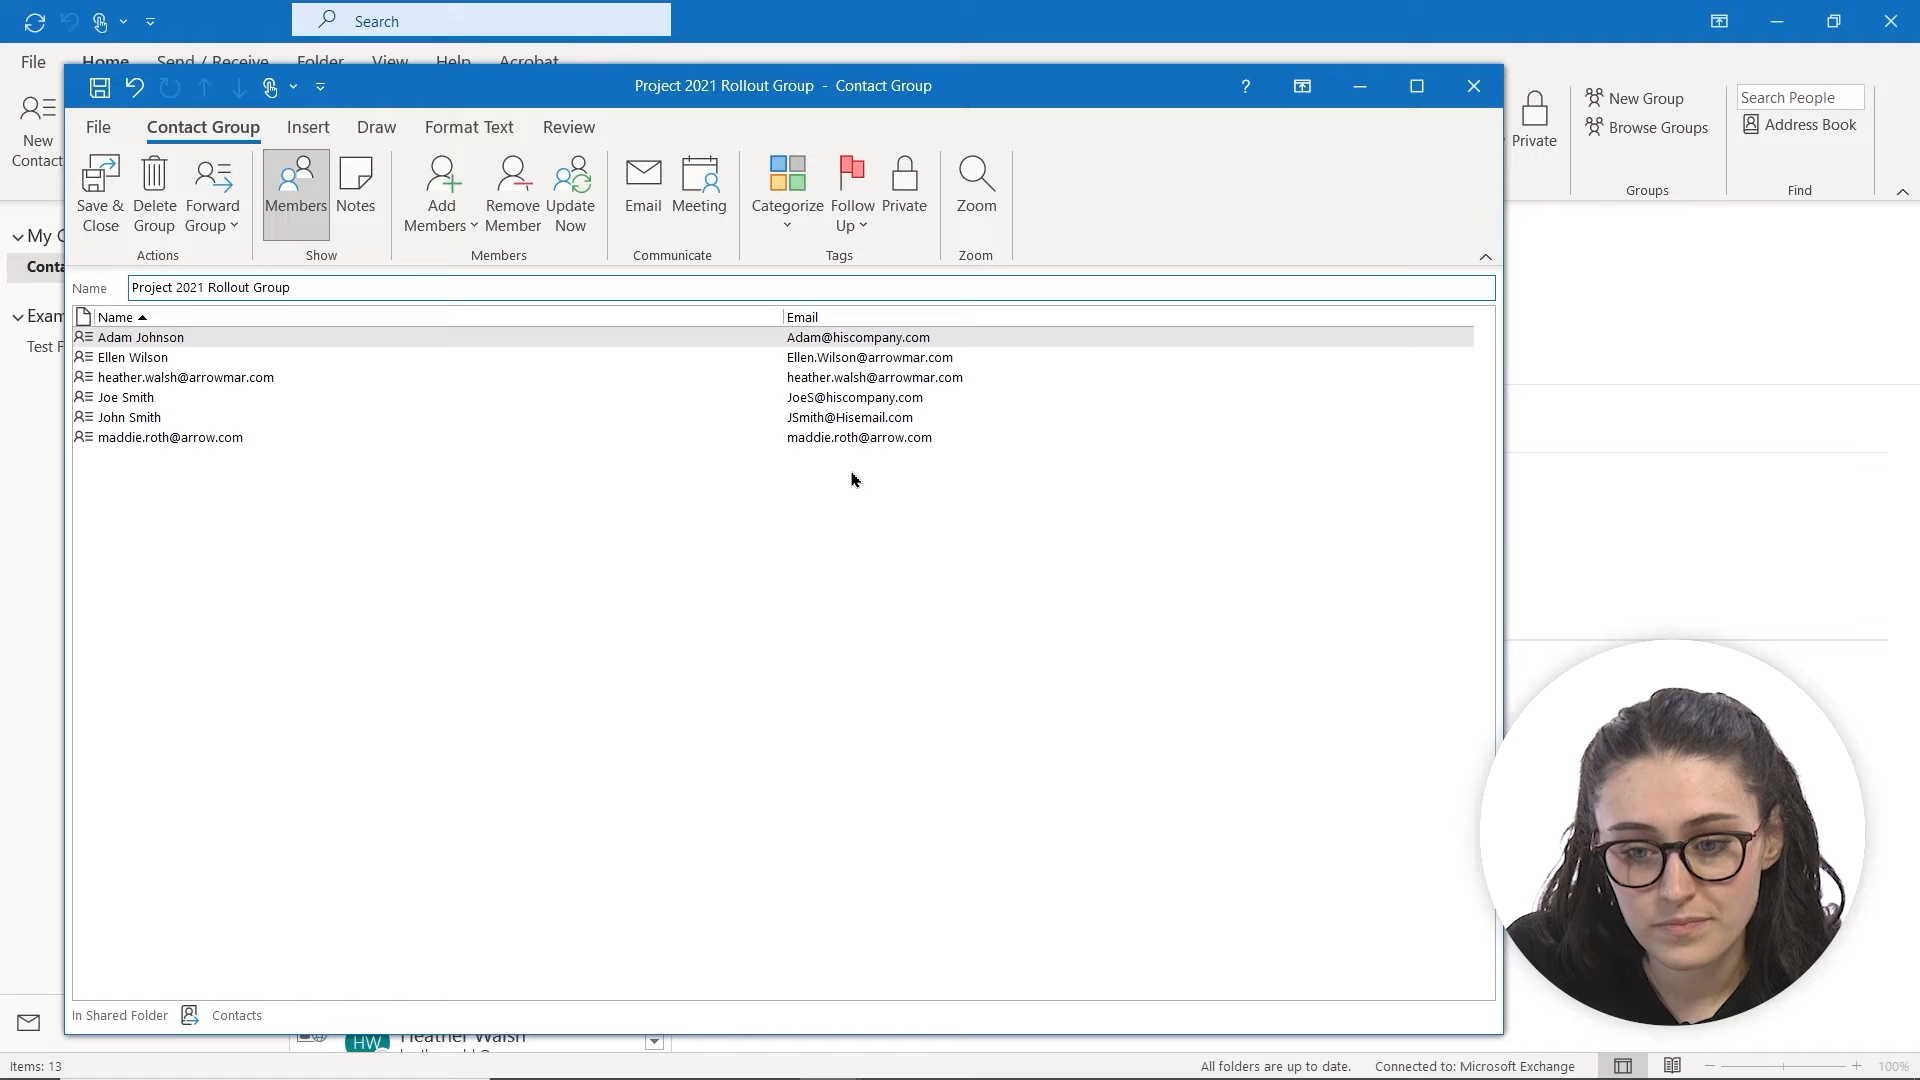 Search
File Home Send / Receive Folder View Help Acrobat
Project 2021 Rollout Group - Contact Group
?
File Contact Group Insert Draw Format Text Review
New
Contact
Save &
Close
Delete
Group
Forward
Group
Actions
Members
Notes
Show
Add
Members
Remove
Member
Update
Now
Members
Email
Meeting
Communicate
Categorize
Follow
Up
Private
Tags
Zoom
Zoom
Private
New Group
Browse Groups
Groups
Search People
Address Book
Find
My C
Conta
Exam
Test F
Name Project 2021 Rollout Group
Name Email
Adam Johnson Adam@hiscompany.com
Ellen Wilson Ellen.Wilson@arrowmar.com
heather.walsh@arrowmar.com heather.walsh@arrowmar.com
Joe Smith JoeS@hiscompany.com
John Smith JSmith@Hisemail.com
maddie.roth@arrow.com maddie.roth@arrow.com
In Shared Folder Contacts
HW Heather Walsh
Items: 13 All folders are up to date. Connected to: Microsoft Exchange 100%